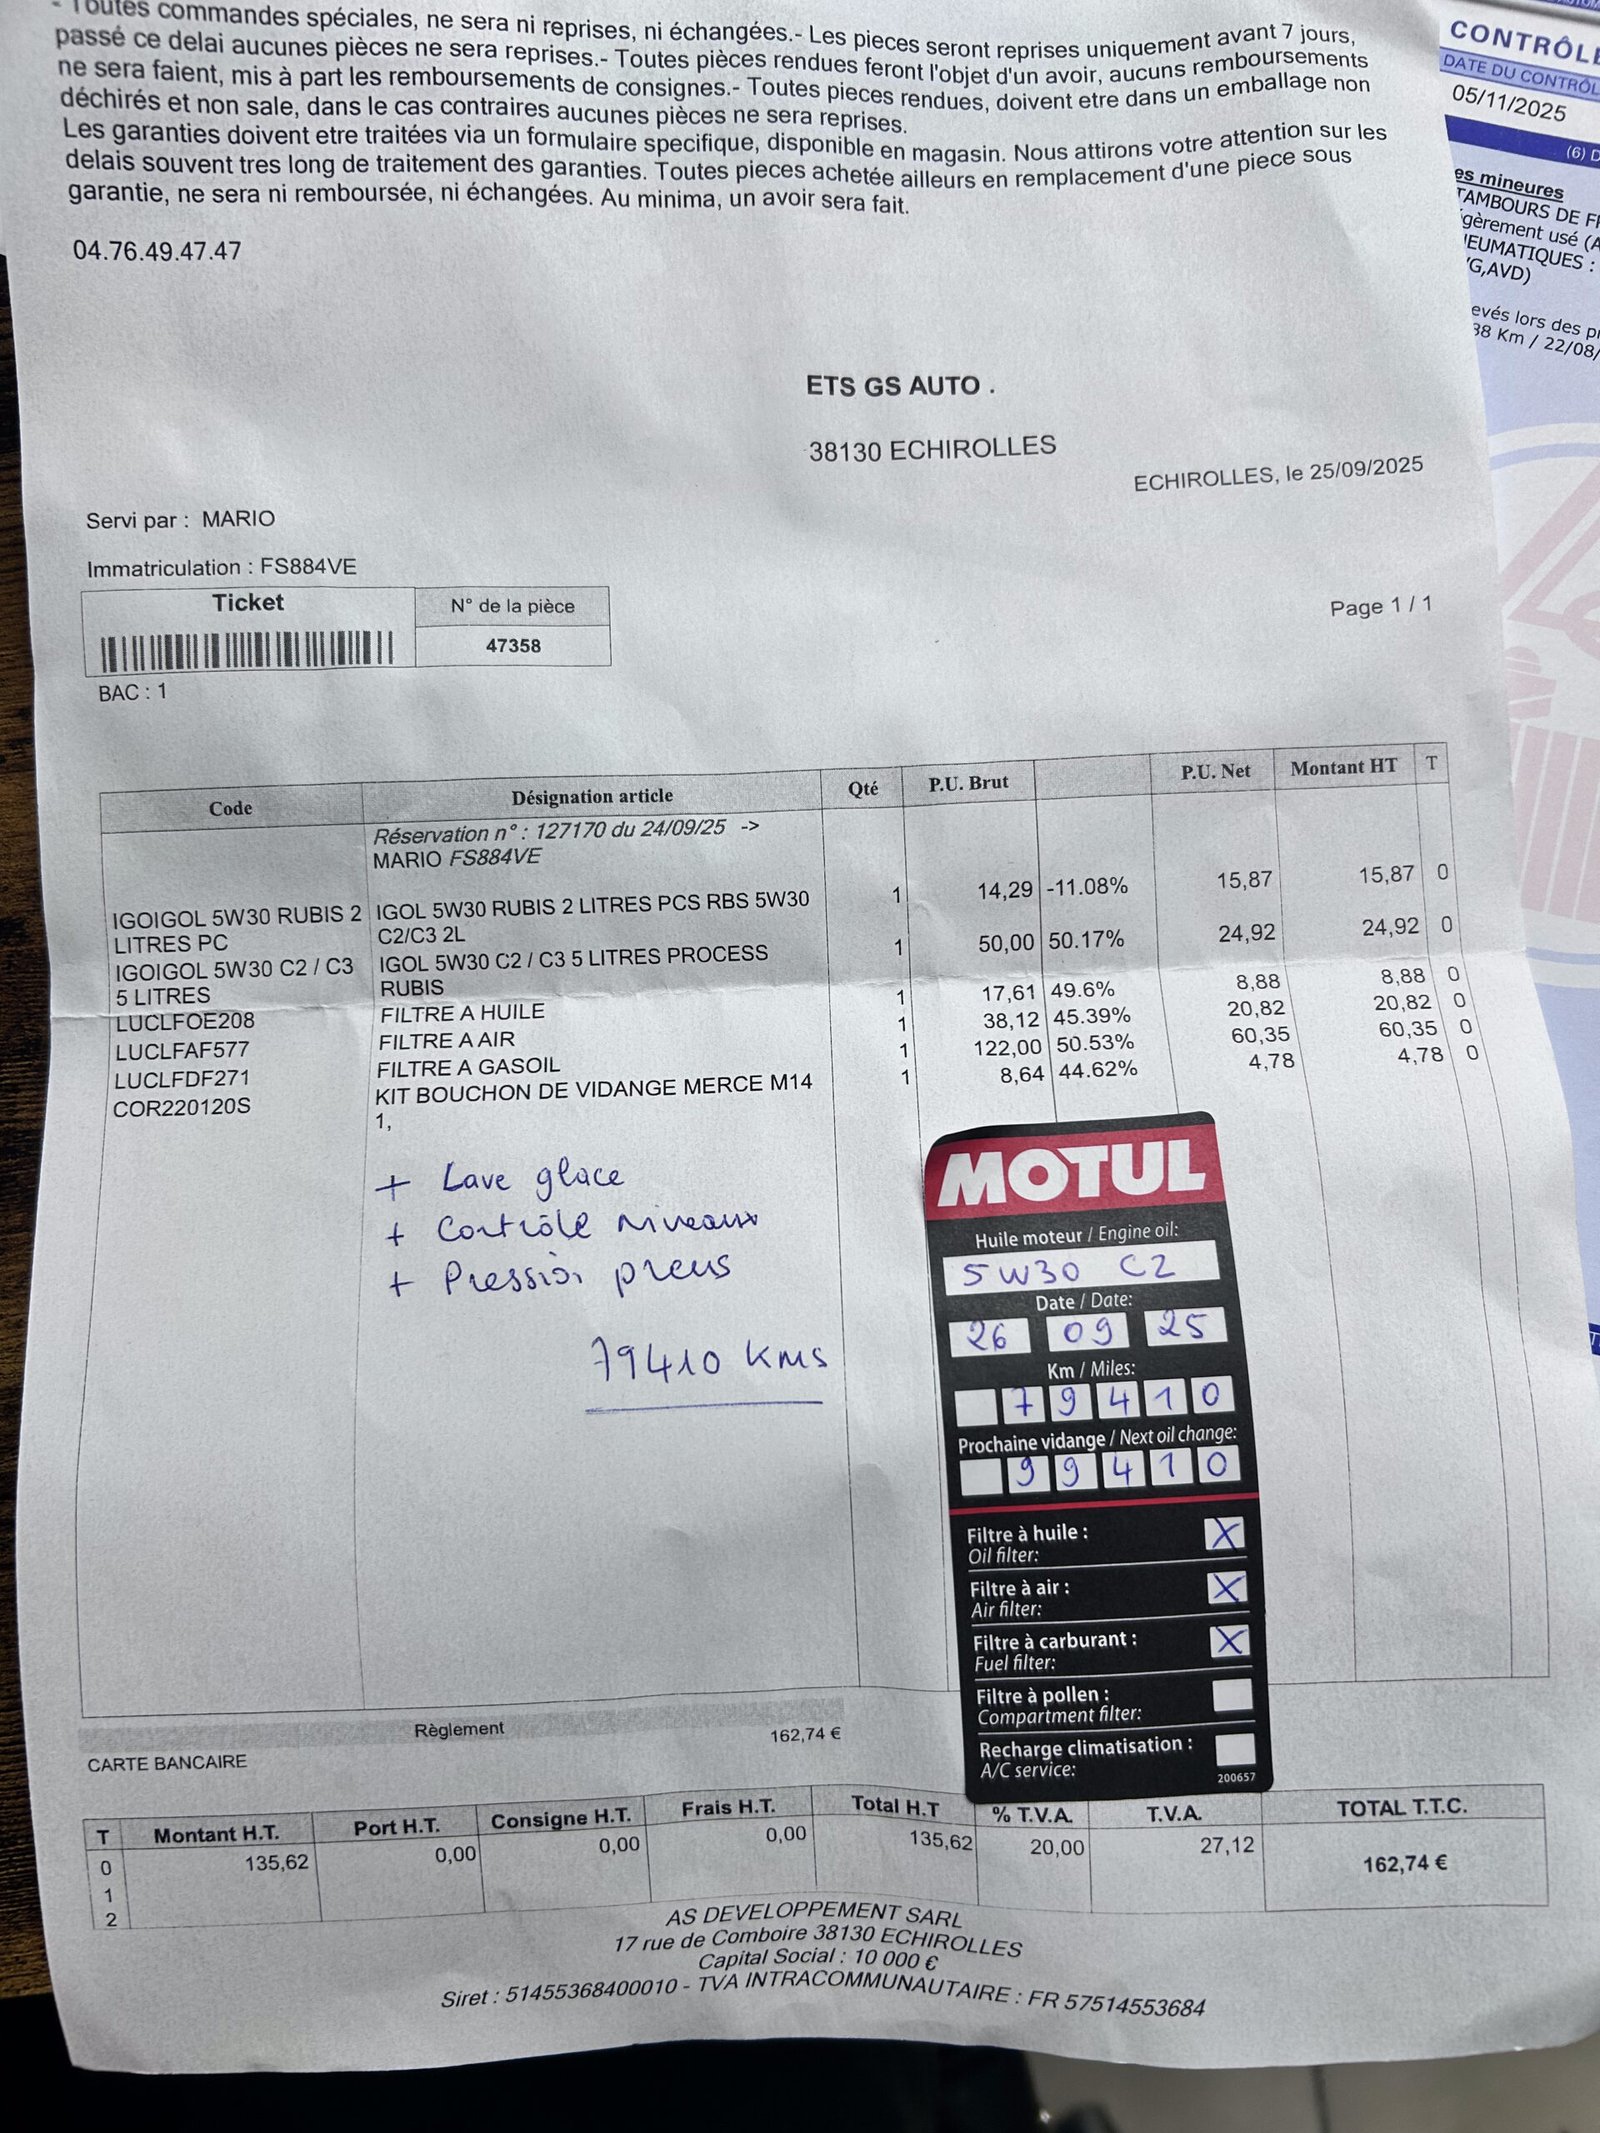 - Toutes commandes spéciales, ne sera ni reprises, ni échangées.- Les pieces seront reprises uniquement avant 7 jours,
passé ce delai aucunes pièces ne sera reprises.- Toutes pièces rendues feront l'objet d'un avoir, aucuns remboursements
ne sera faient, mis à part les remboursements de consignes.- Toutes pieces rendues, doivent etre dans un emballage non
déchirés et non sale, dans le cas contraires aucunes pièces ne sera reprises.
Les garanties doivent etre traitées via un formulaire specifique, disponible en magasin. Nous attirons votre attention sur les
delais souvent tres long de traitement des garanties. Toutes pieces achetée ailleurs en remplacement d'une piece sous
garantie, ne sera ni remboursée, ni échangées. Au minima, un avoir sera fait.
04.76.49.47.47
ETS GS AUTO .
38130 ECHIROLLES
ECHIROLLES, le 25/09/2025
Servi par : MARIO
Immatriculation : FS884VE
Ticket
N° de la pièce
47358
Page 1 / 1
BAC : 1
Code Désignation article Qté P.U. Brut P.U. Net Montant HT T
Réservation n° : 127170 du 24/09/25 ->
MARIO FS884VE
IGOIGOL 5W30 RUBIS 2 IGOL 5W30 RUBIS 2 LITRES PCS RBS 5W30 1 14,29 -11.08% 15,87 15,87 0
LITRES PC C2/C3 2L
IGOIGOL 5W30 C2 / C3 IGOL 5W30 C2 / C3 5 LITRES PROCESS 1 50,00 50.17% 24,92 24,92 0
5 LITRES RUBIS
LUCLFOE208 FILTRE A HUILE 1 17,61 49.6% 8,88 8,88 0
LUCLFAF577 FILTRE A AIR 1 38,12 45.39% 20,82 20,82 0
LUCLFDF271 FILTRE A GASOIL 1 122,00 50.53% 60,35 60,35 0
COR220120S KIT BOUCHON DE VIDANGE MERCE M14 1 8,64 44.62% 4,78 4,78 0
1,
+ Lave glace
+ Contrôle niveaux
+ Pression pneus
79410 kms
MOTUL
Huile moteur / Engine oil:
5W30 C2
Date / Date:
26 09 25
Km / Miles:
79410
Prochaine vidange / Next oil change:
99410
Filtre à huile : X
Oil filter:
Filtre à air : X
Air filter:
Filtre à carburant : X
Fuel filter:
Filtre à pollen :
Compartment filter:
Recharge climatisation :
A/C service:
200657
Règlement
CARTE BANCAIRE 162,74 €
T Montant H.T. Port H.T. Consigne H.T. Frais H.T. Total H.T % T.V.A. T.V.A. TOTAL T.T.C.
0 135,62 0,00 0,00 0,00 135,62 20,00 27,12 162,74 €
1
2
AS DEVELOPPEMENT SARL
17 rue de Comboire 38130 ECHIROLLES
Capital Social : 10 000 €
Siret : 51455368400010 - TVA INTRACOMMUNAUTAIRE : FR 57514553684
CONTRÔLE
DATE DU CONTRÔL
05/11/2025
(6) D
es mineures
TAMBOURS DE FR
gèrement usé (A
EUMATIQUES :
G,AVD)
evés lors des pr
38 Km / 22/08/